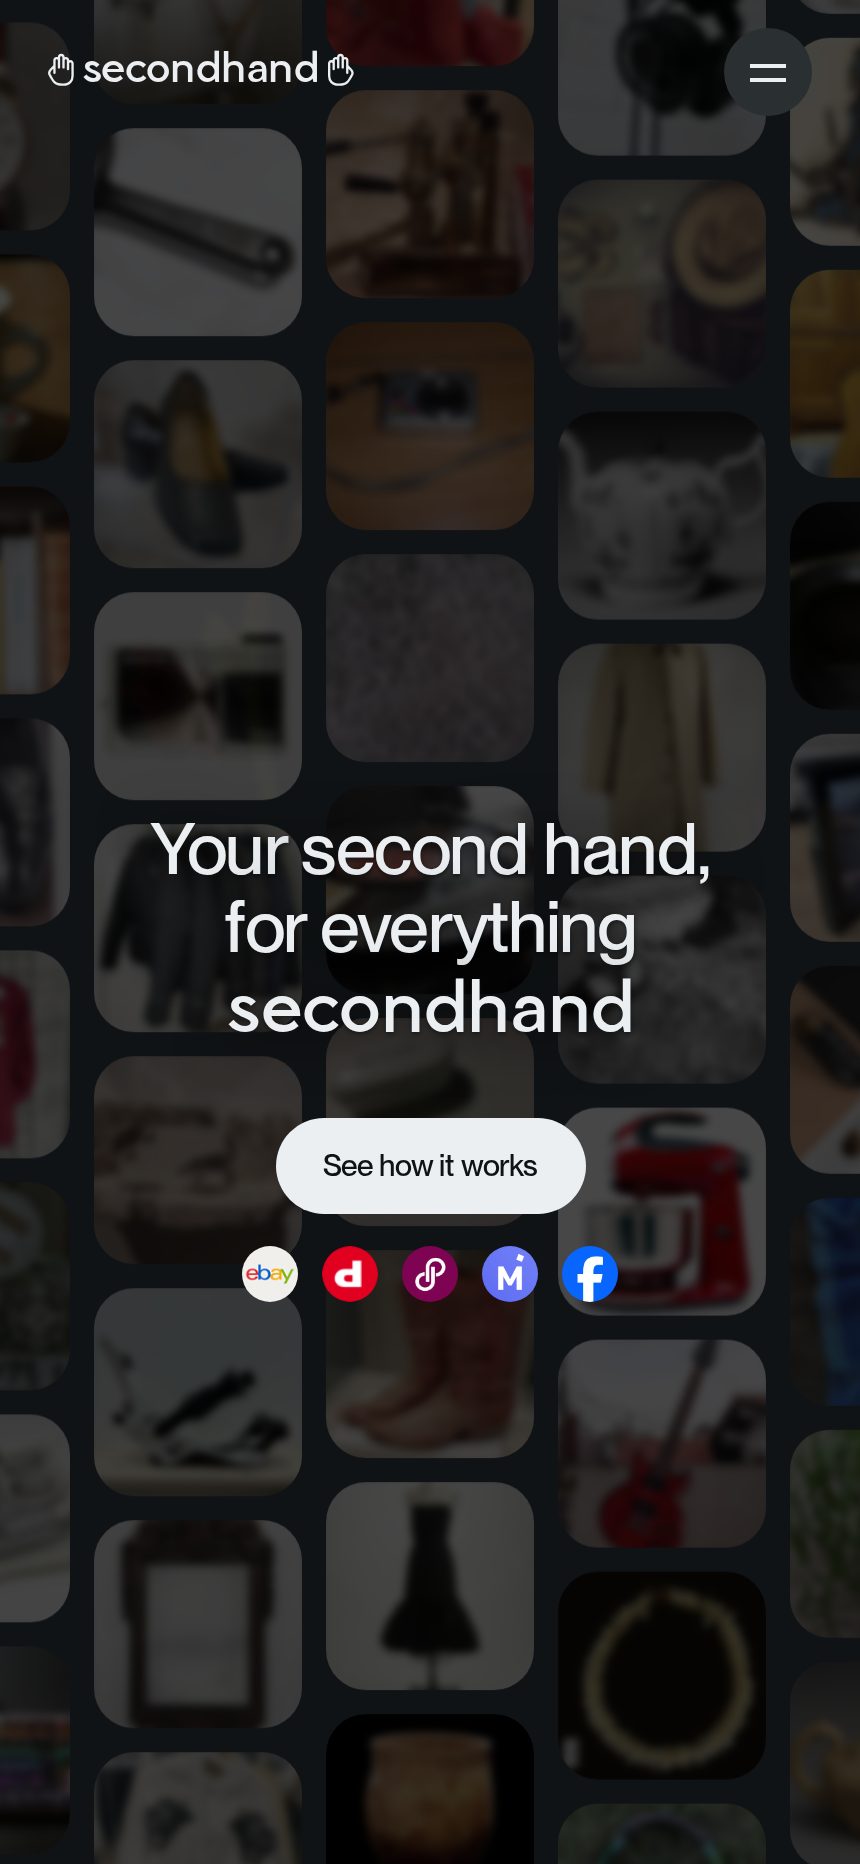 secondhand
Your second hand,
for everything
secondhand
See how it works
ebay